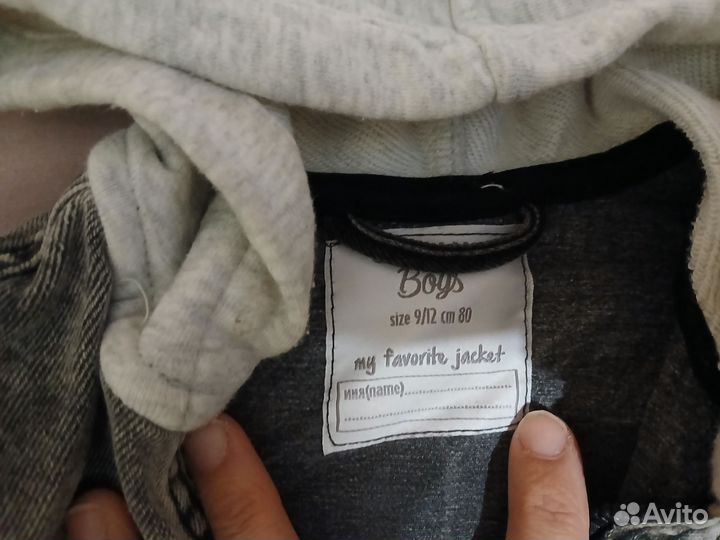 Boys
size 9/12 cm 80
my favorite jacket
имя(name)
Avito